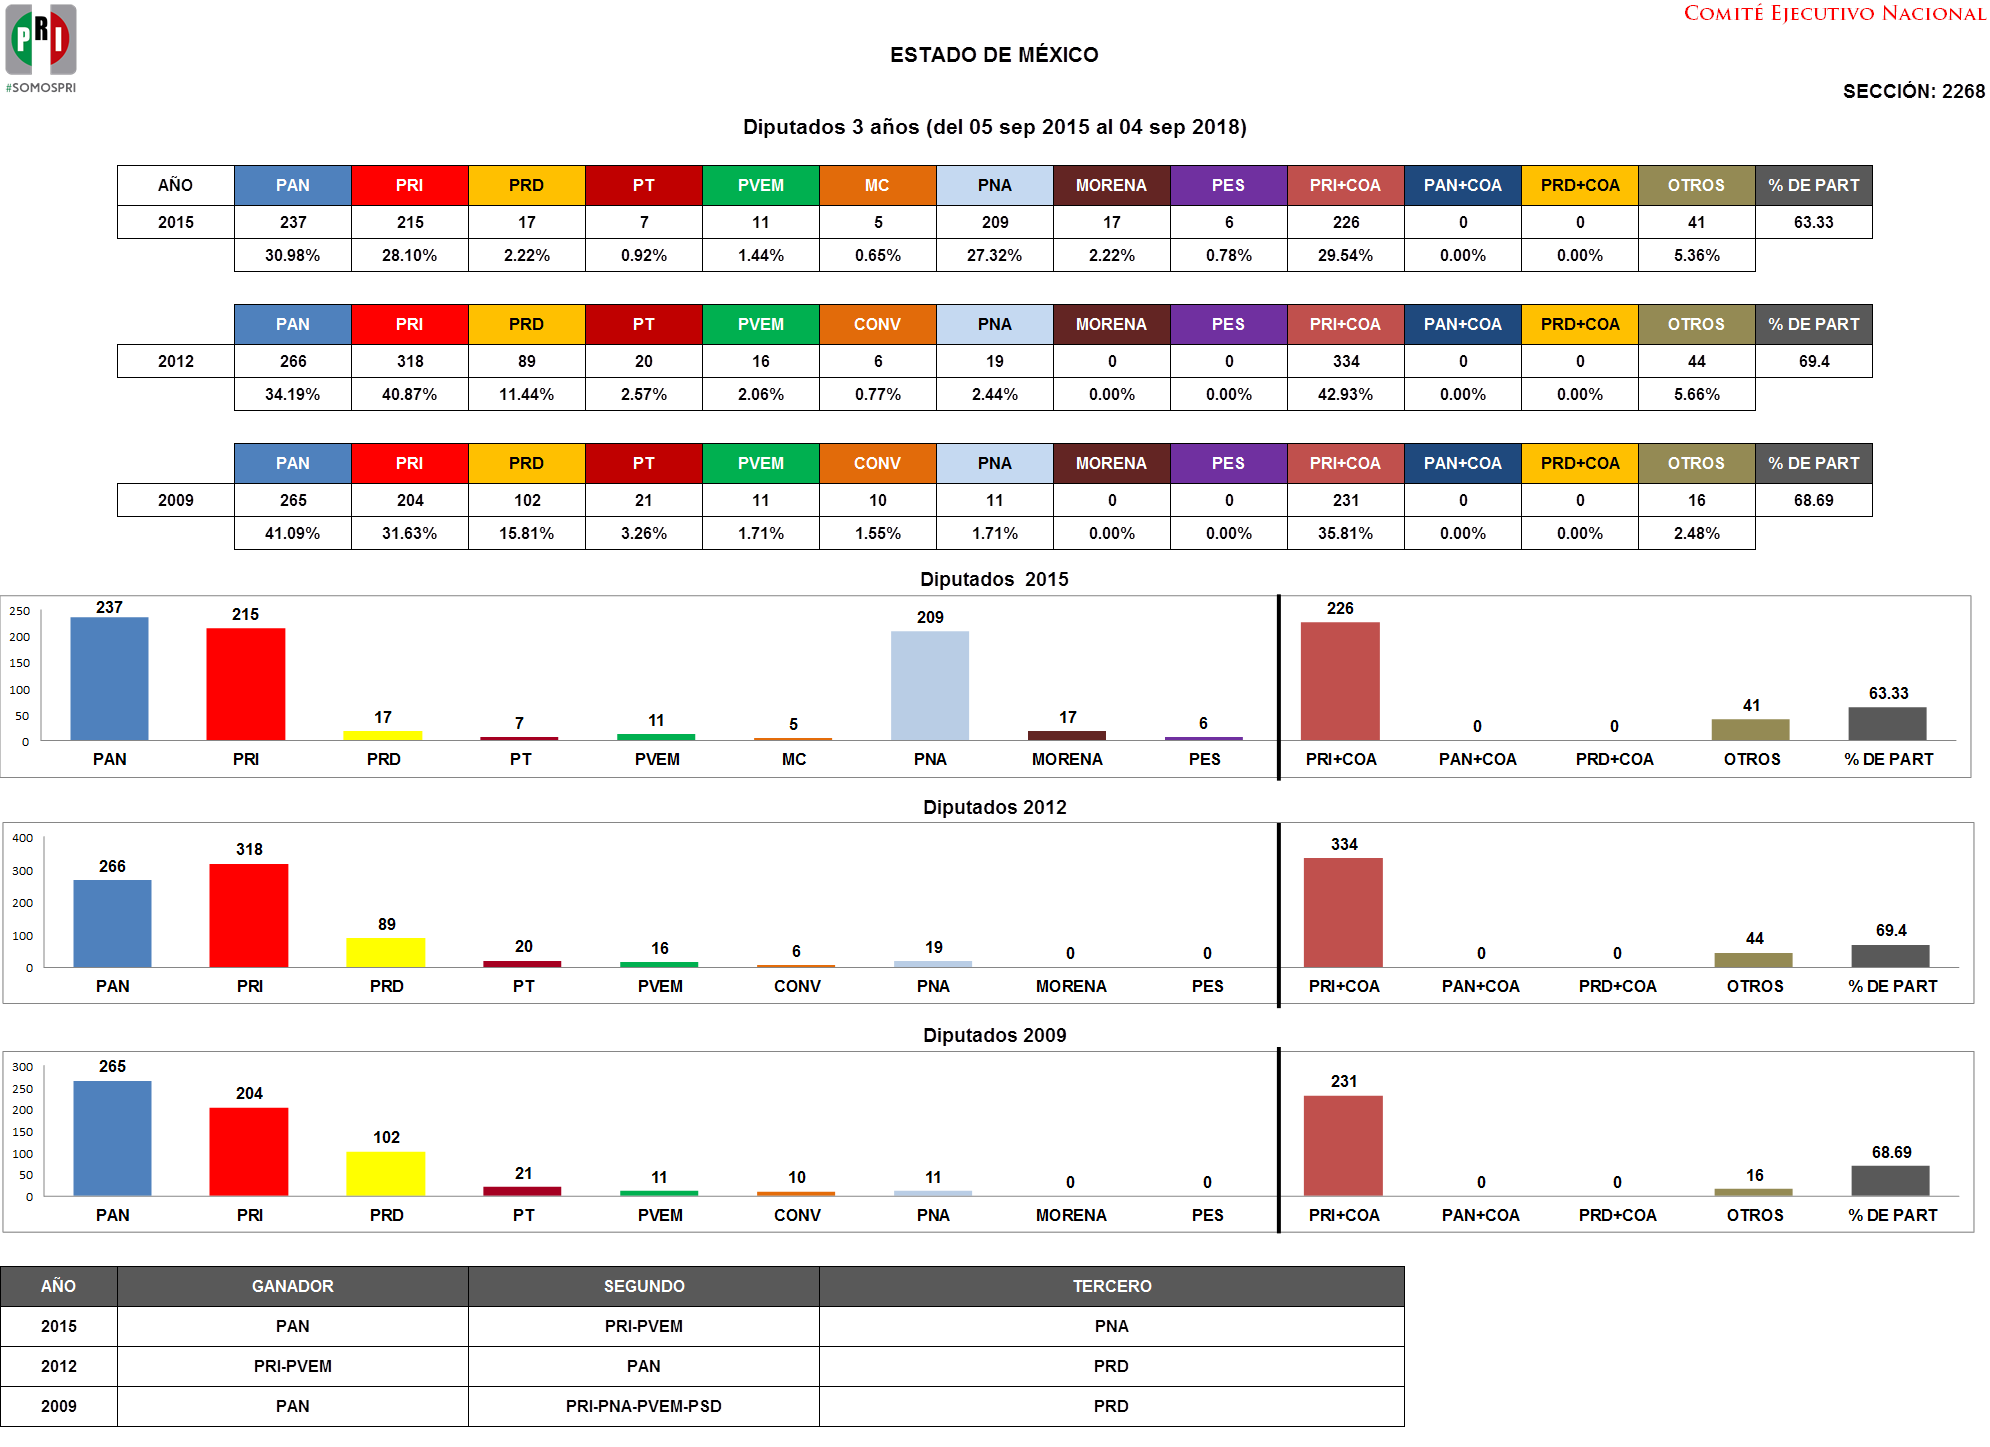 PRI
#SOMOSPRI
COMITÉ EJECUTIVO NACIONAL
ESTADO DE MÉXICO
SECCIÓN: 2268
Diputados 3 años (del 05 sep 2015 al 04 sep 2018)
AÑO PAN PRI PRD PT PVEM MC PNA MORENA PES PRI+COA PAN+COA PRD+COA OTROS % DE PART
2015 237 215 17 7 11 5 209 17 6 226 0 0 41 63.33
30.98% 28.10% 2.22% 0.92% 1.44% 0.65% 27.32% 2.22% 0.78% 29.54% 0.00% 0.00% 5.36%
PAN PRI PRD PT PVEM CONV PNA MORENA PES PRI+COA PAN+COA PRD+COA OTROS % DE PART
2012 266 318 89 20 16 6 19 0 0 334 0 0 44 69.4
34.19% 40.87% 11.44% 2.57% 2.06% 0.77% 2.44% 0.00% 0.00% 42.93% 0.00% 0.00% 5.66%
PAN PRI PRD PT PVEM CONV PNA MORENA PES PRI+COA PAN+COA PRD+COA OTROS % DE PART
2009 265 204 102 21 11 10 11 0 0 231 0 0 16 68.69
41.09% 31.63% 15.81% 3.26% 1.71% 1.55% 1.71% 0.00% 0.00% 35.81% 0.00% 0.00% 2.48%
Diputados 2015
250
200
150
100
50
0
237 215 17 7 11 5 209 17 6 226 0 0 41 63.33
PAN PRI PRD PT PVEM MC PNA MORENA PES PRI+COA PAN+COA PRD+COA OTROS % DE PART
Diputados 2012
400
300
200
100
0
266 318 89 20 16 6 19 0 0 334 0 0 44 69.4
PAN PRI PRD PT PVEM CONV PNA MORENA PES PRI+COA PAN+COA PRD+COA OTROS % DE PART
Diputados 2009
300
250
200
150
100
50
0
265 204 102 21 11 10 11 0 0 231 0 0 16 68.69
PAN PRI PRD PT PVEM CONV PNA MORENA PES PRI+COA PAN+COA PRD+COA OTROS % DE PART
AÑO GANADOR SEGUNDO TERCERO
2015 PAN PRI-PVEM PNA
2012 PRI-PVEM PAN PRD
2009 PAN PRI-PNA-PVEM-PSD PRD